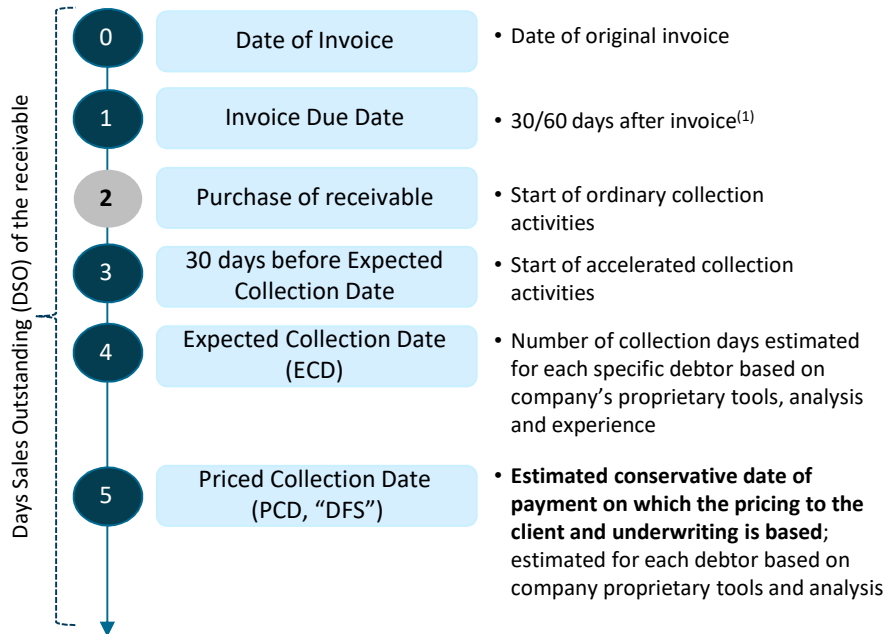 Days Sales Outstanding (DSO) of the receivable
0
Date of Invoice
• Date of original invoice
1
Invoice Due Date
• 30/60 days after invoice(1)
2
Purchase of receivable
• Start of ordinary collection
activities
3
30 days before Expected
Collection Date
• Start of accelerated collection
activities
4
Expected Collection Date
(ECD)
• Number of collection days estimated
for each specific debtor based on
company’s proprietary tools, analysis
and experience
5
Priced Collection Date
(PCD, “DFS”)
• Estimated conservative date of
payment on which the pricing to the
client and underwriting is based;
estimated for each debtor based on
company proprietary tools and analysis